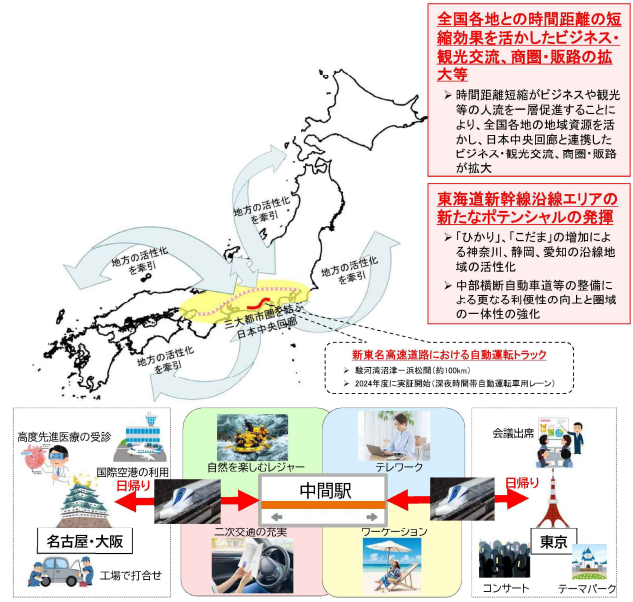 全国各地との時間距離の短
縮効果を活かしたビジネス・
観光交流、商圏・販路の拡
大等
➢ 時間距離短縮がビジネスや観光
等の人流を一層促進することに
より、全国各地の地域資源を活
かし、日本中央回廊と連携した
ビジネス・観光交流、商圏・販路
が拡大
東海道新幹線沿線エリアの
新たなポテンシャルの発揮
➢ 「ひかり」、「こだま」の増加によ
る神奈川、静岡、愛知の沿線地
域の活性化
➢ 中部横断自動車道等の整備に
よる更なる利便性の向上と圏域
の一体性の強化
地方の活性化
を牽引
地方の活性化
を牽引
地方の活性化
を牽引
地方の活性化
を牽引
三大都市圏を結ぶ
日本中央回廊
新東名高速道路における自動運転トラック
➢ 駿河湾沼津－浜松間（約100km）
➢ 2024年度に実証開始（深夜時間帯自動運転車用レーン）
高度先進医療の受診
国際空港の利用
日帰り
名古屋・大阪
工場で打合せ
自然を楽しむレジャー
テレワーク
中間駅
二次交通の充実
ワーケーション
会議出席
日帰り
東京
コンサート
テーマパーク